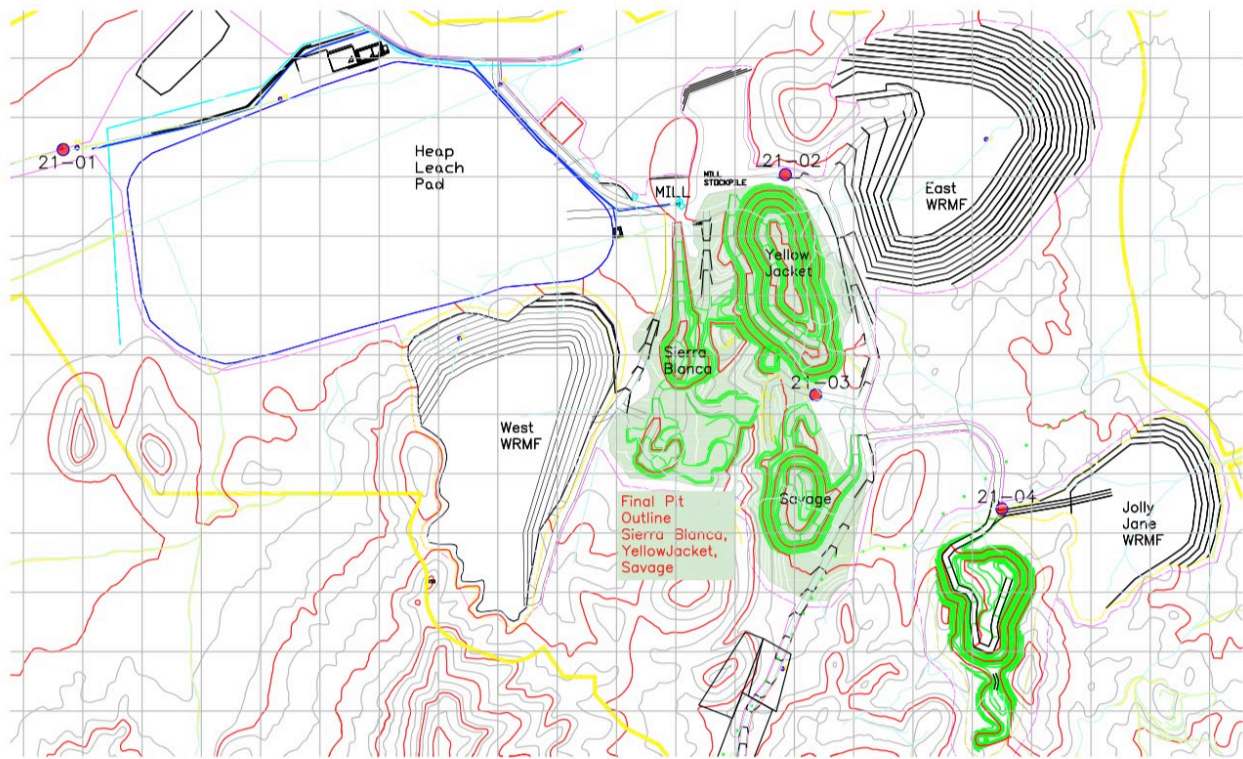 21-01
Heap
Leach
Pad
MILL
MILL
STOCKPILE
21-02
East
WRMF
Yellow
Jacket
Sierra
Blanca
21-03
West
WRMF
Savage
21-04
Jolly
Jane
WRMF
Final Pit
Outline
Sierra Blanca,
YellowJacket,
Savage